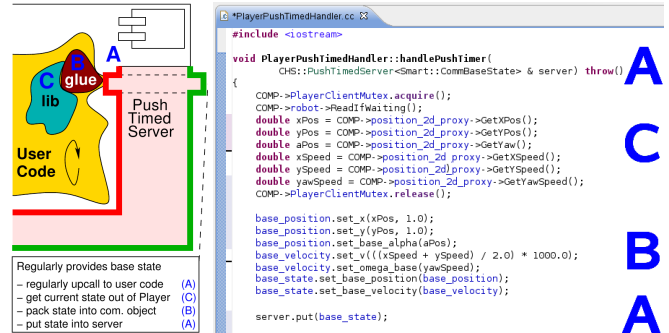 A
B
glue
C
lib
Push
Timed
Server
User
Code
Regularly provides base state
– regularly upcall to user code (A)
– get current state out of Player (C)
– pack state into com. object (B)
– put state into server (A)
*PlayerPushTimedHandler.cc
#include <iostream>
void PlayerPushTimedHandler::handlePushTimer(
CHS::PushTimedServer<Smart::CommBaseState> & server) throw()
{
COMP->PlayerClientMutex.acquire();
COMP->robot->ReadIfWaiting();
double xPos = COMP->position_2d_proxy->GetXPos();
double yPos = COMP->position_2d_proxy->GetYPos();
double aPos = COMP->position_2d_proxy->GetYaw();
double xSpeed = COMP->position_2d_proxy->GetXSpeed();
double ySpeed = COMP->position_2d_proxy->GetYSpeed();
double yawSpeed = COMP->position_2d_proxy->GetYawSpeed();
COMP->PlayerClientMutex.release();
base_position.set_x(xPos, 1.0);
base_position.set_y(yPos, 1.0);
base_position.set_base_alpha(aPos);
base_velocity.set_v(((xSpeed + ySpeed) / 2.0) * 1000.0);
base_velocity.set_omega_base(yawSpeed);
base_state.set_base_position(base_position);
base_state.set_base_velocity(base_velocity);
server.put(base_state);
A
C
B
A